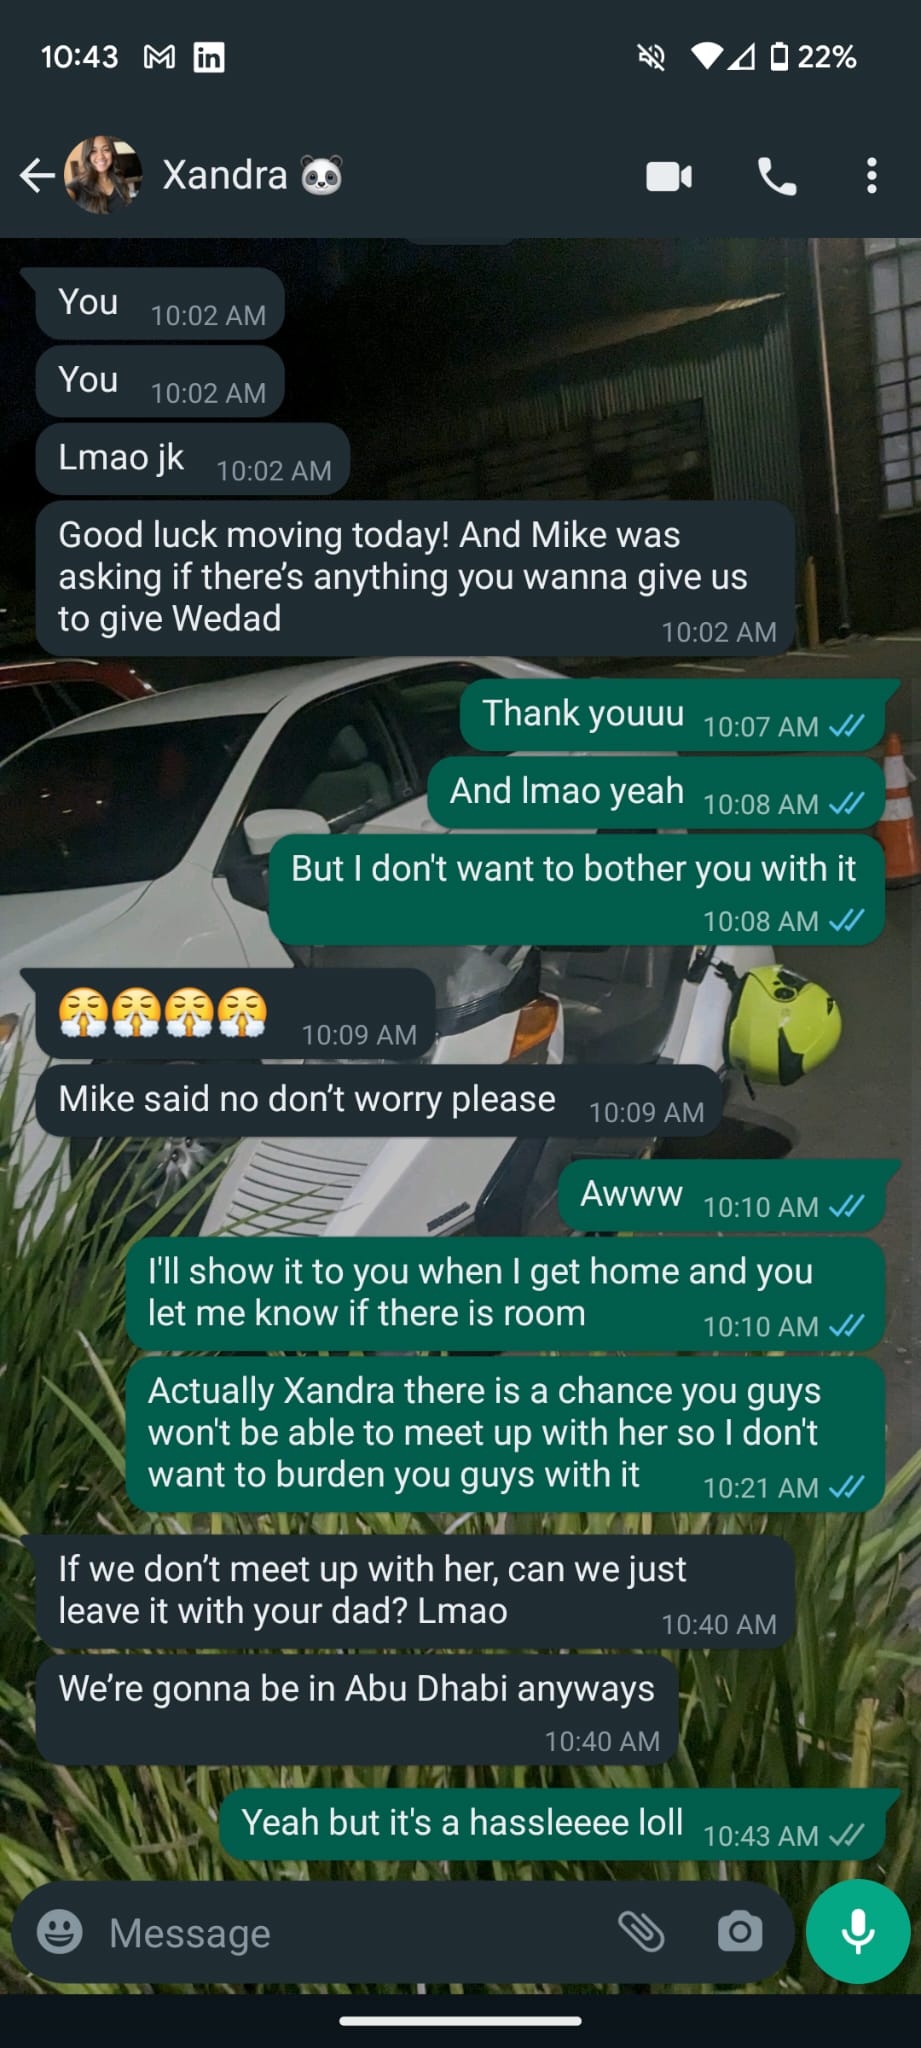 10:43
in
22%
Xandra 🐼
You 10:02 AM
You 10:02 AM
Lmao jk 10:02 AM
Good luck moving today! And Mike was
asking if there’s anything you wanna give us
to give Wedad
10:02 AM
Thank youuu 10:07 AM
And lmao yeah 10:08 AM
But I don't want to bother you with it
10:08 AM
😤😤😤😤 10:09 AM
Mike said no don’t worry please 10:09 AM
Awww 10:10 AM
I'll show it to you when I get home and you
let me know if there is room 10:10 AM
Actually Xandra there is a chance you guys
won't be able to meet up with her so I don't
want to burden you guys with it 10:21 AM
If we don’t meet up with her, can we just
leave it with your dad? Lmao
10:40 AM
We’re gonna be in Abu Dhabi anyways
10:40 AM
Yeah but it's a hassleeee loll 10:43 AM
Message